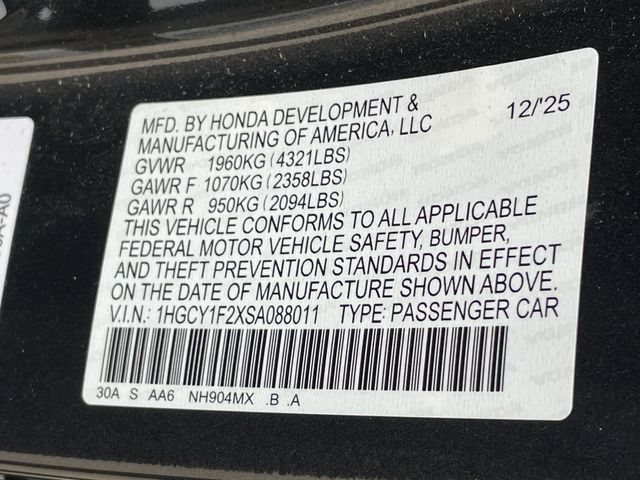 MFD. BY HONDA DEVELOPMENT &
MANUFACTURING OF AMERICA, LLC 12/'25
GVWR 1960KG (4321LBS)
GAWR F 1070KG (2358LBS)
GAWR R 950KG (2094LBS)
THIS VEHICLE CONFORMS TO ALL APPLICABLE
FEDERAL MOTOR VEHICLE SAFETY, BUMPER,
AND THEFT PREVENTION STANDARDS IN EFFECT
ON THE DATE OF MANUFACTURE SHOWN ABOVE.
V.I.N.: 1HGCY1F2XSA088011 TYPE: PASSENGER CAR
30A S AA6 NH904MX .B .A
A-A0